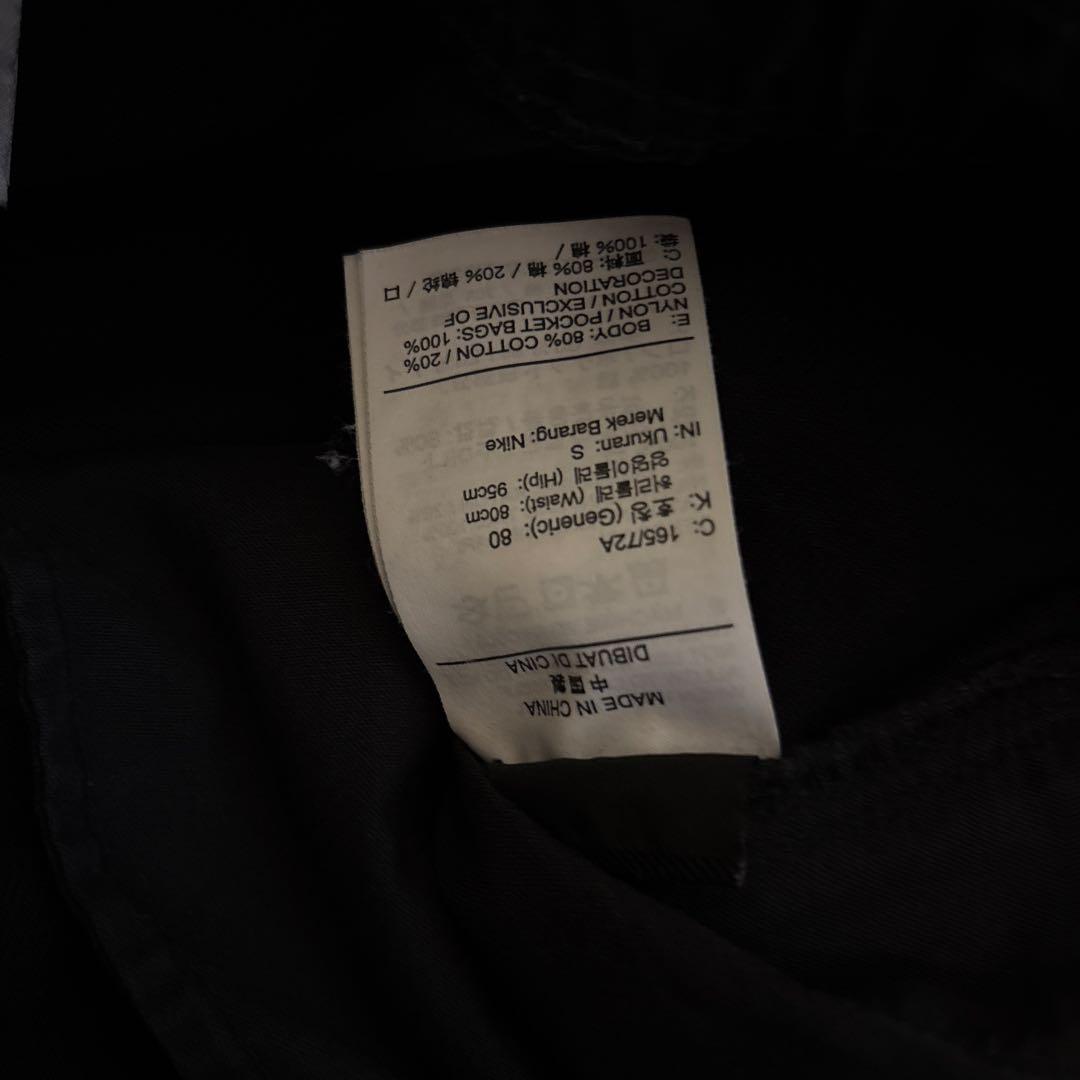 MADE IN CHINA
中國製
DIBUAT DI CINA
C: 165/72A
K: 호칭 (Generic): 80
허리둘레 (Waist): 80cm
엉덩이둘레 (Hip): 95cm
IN: Ukuran: S
Merek Barang: Nike
E: BODY: 80% COTTON / 20%
NYLON / POCKET BAGS: 100%
COTTON / EXCLUSIVE OF
DECORATION
C: 面料: 80% 棉 / 20% 锦纶 / 口
袋: 100% 棉 /